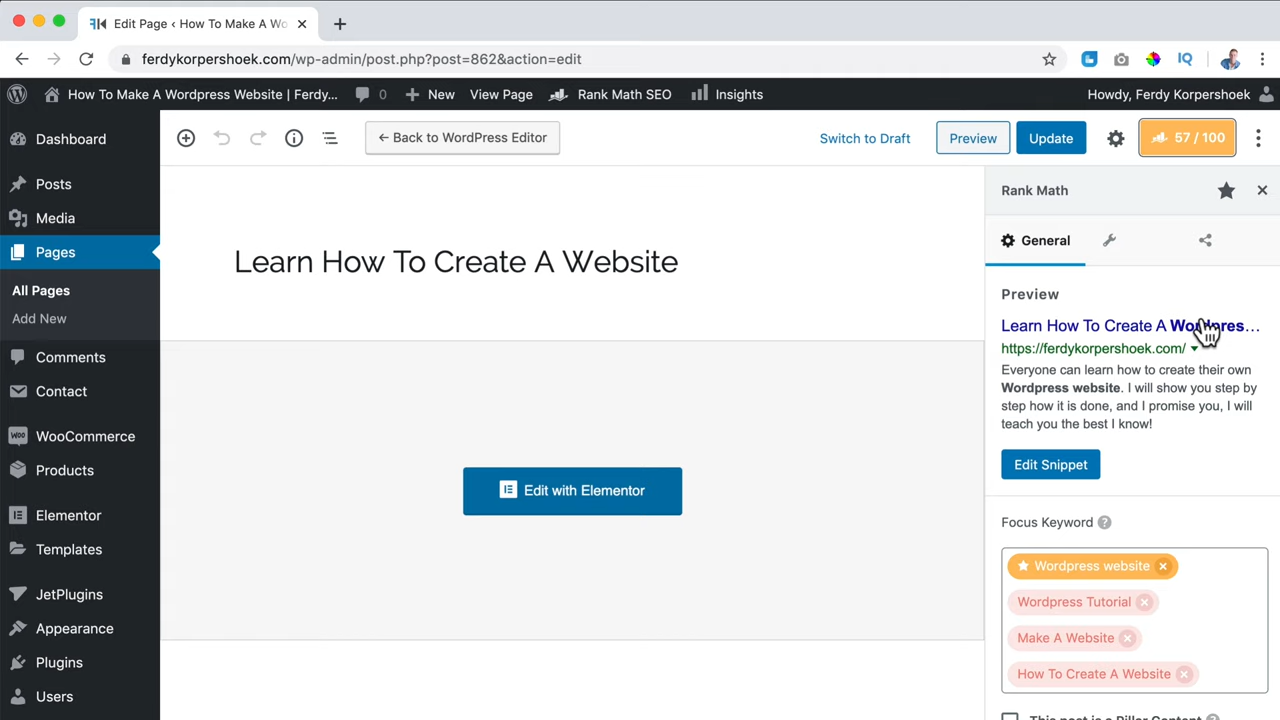 Edit Page ‹ How To Make A Wo
ferdykorpershoek.com/wp-admin/post.php?post=862&action=edit
IQ
How To Make A Wordpress Website | Ferdy... 0 New View Page Rank Math SEO Insights Howdy, Ferdy Korpershoek
Dashboard
Posts
Media
Pages
All Pages
Add New
Comments
Contact
WooCommerce
Products
Elementor
Templates
JetPlugins
Appearance
Plugins
Users
← Back to WordPress Editor
Switch to Draft Preview Update 57 / 100
Learn How To Create A Website
Edit with Elementor
Rank Math
General
Preview
Learn How To Create A Wordpres...
https://ferdykorpershoek.com/
Everyone can learn how to create their own
Wordpress website. I will show you step by
step how it is done, and I promise you, I will
teach you the best I know!
Edit Snippet
Focus Keyword ?
Wordpress website
Wordpress Tutorial
Make A Website
How To Create A Website
This post is a Pillar Content